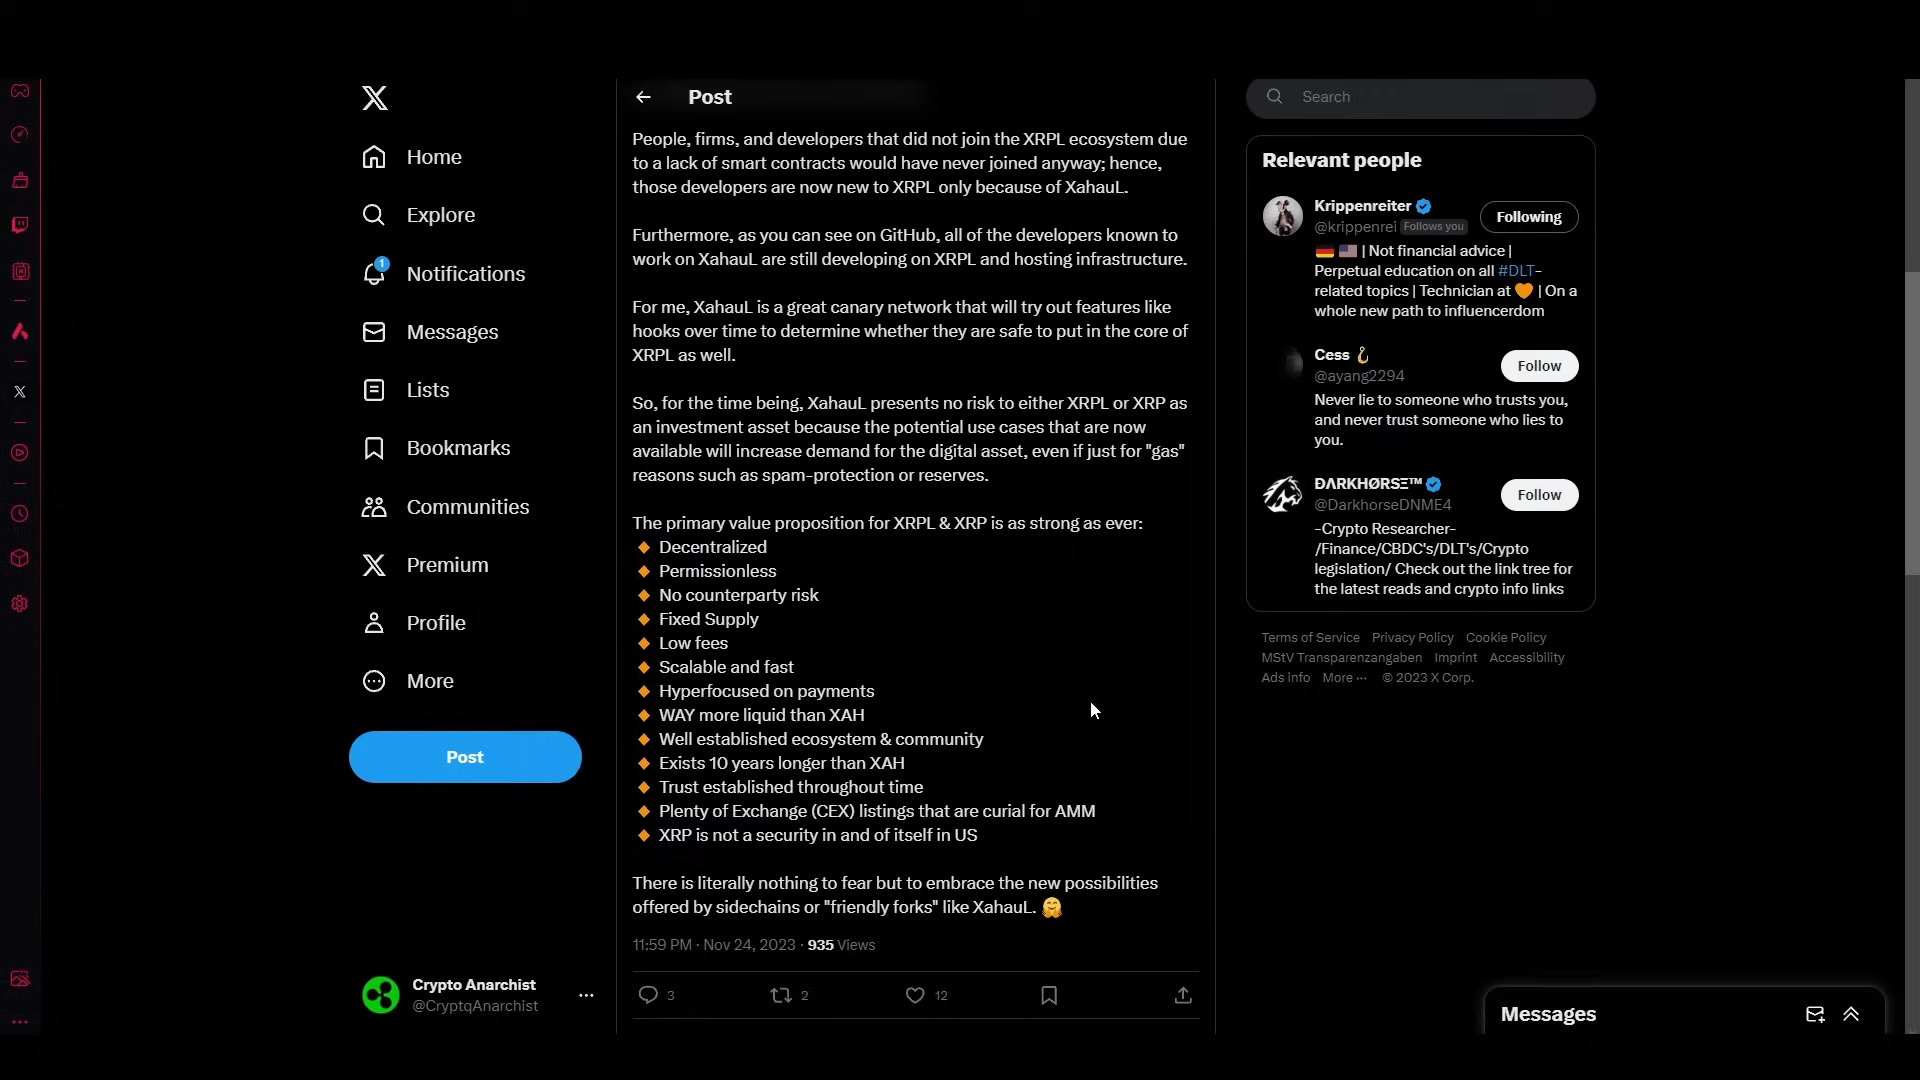 Home
Explore
1
Notifications
Messages
Lists
Bookmarks
Communities
Premium
Profile
More
Post
Crypto Anarchist
@CryptqAnarchist
Post
People, firms, and developers that did not join the XRPL ecosystem due
to a lack of smart contracts would have never joined anyway; hence,
those developers are now new to XRPL only because of XahauL.
Furthermore, as you can see on GitHub, all of the developers known to
work on XahauL are still developing on XRPL and hosting infrastructure.
For me, XahauL is a great canary network that will try out features like
hooks over time to determine whether they are safe to put in the core of
XRPL as well.
So, for the time being, XahauL presents no risk to either XRPL or XRP as
an investment asset because the potential use cases that are now
available will increase demand for the digital asset, even if just for "gas"
reasons such as spam-protection or reserves.
The primary value proposition for XRPL & XRP is as strong as ever:
🔸 Decentralized
🔸 Permissionless
🔸 No counterparty risk
🔸 Fixed Supply
🔸 Low fees
🔸 Scalable and fast
🔸 Hyperfocused on payments
🔸 WAY more liquid than XAH
🔸 Well established ecosystem & community
🔸 Exists 10 years longer than XAH
🔸 Trust established throughout time
🔸 Plenty of Exchange (CEX) listings that are curial for AMM
🔸 XRP is not a security in and of itself in US
There is literally nothing to fear but to embrace the new possibilities
offered by sidechains or "friendly forks" like XahauL. 🤗
11:59 PM · Nov 24, 2023 · 935 Views
3 2 12
Search
Relevant people
Krippenreiter
Following
@krippenrei Follows you
🇩🇪 🇺🇸 | Not financial advice |
Perpetual education on all #DLT-
related topics | Technician at 🧡 | On a
whole new path to influencerdom
Cess 🪝
Follow
@ayang2294
Never lie to someone who trusts you,
and never trust someone who lies to
you.
ĐΛRKHØRSΞ™
Follow
@DarkhorseDNME4
-Crypto Researcher-
/Finance/CBDC's/DLT's/Crypto
legislation/ Check out the link tree for
the latest reads and crypto info links
Terms of Service Privacy Policy Cookie Policy
MStV Transparenzangaben Imprint Accessibility
Ads info More ··· © 2023 X Corp.
Messages